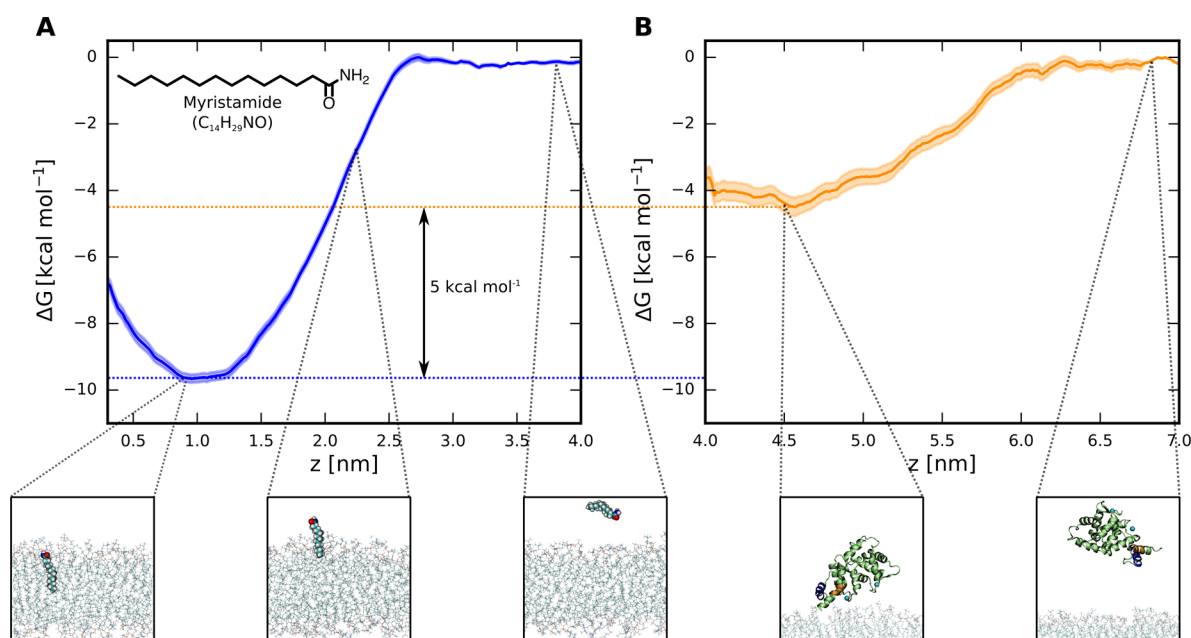 A
B
NH₂
O
Myristamide
(C₁₄H₂₉NO)
0
−2
−4
−6
−8
−10
ΔG [kcal mol⁻¹]
5 kcal mol⁻¹
0.5
1.0
1.5
2.0
2.5
3.0
3.5
4.0
z [nm]
0
−2
−4
−6
−8
−10
ΔG [kcal mol⁻¹]
4.0
4.5
5.0
5.5
6.0
6.5
7.0
z [nm]